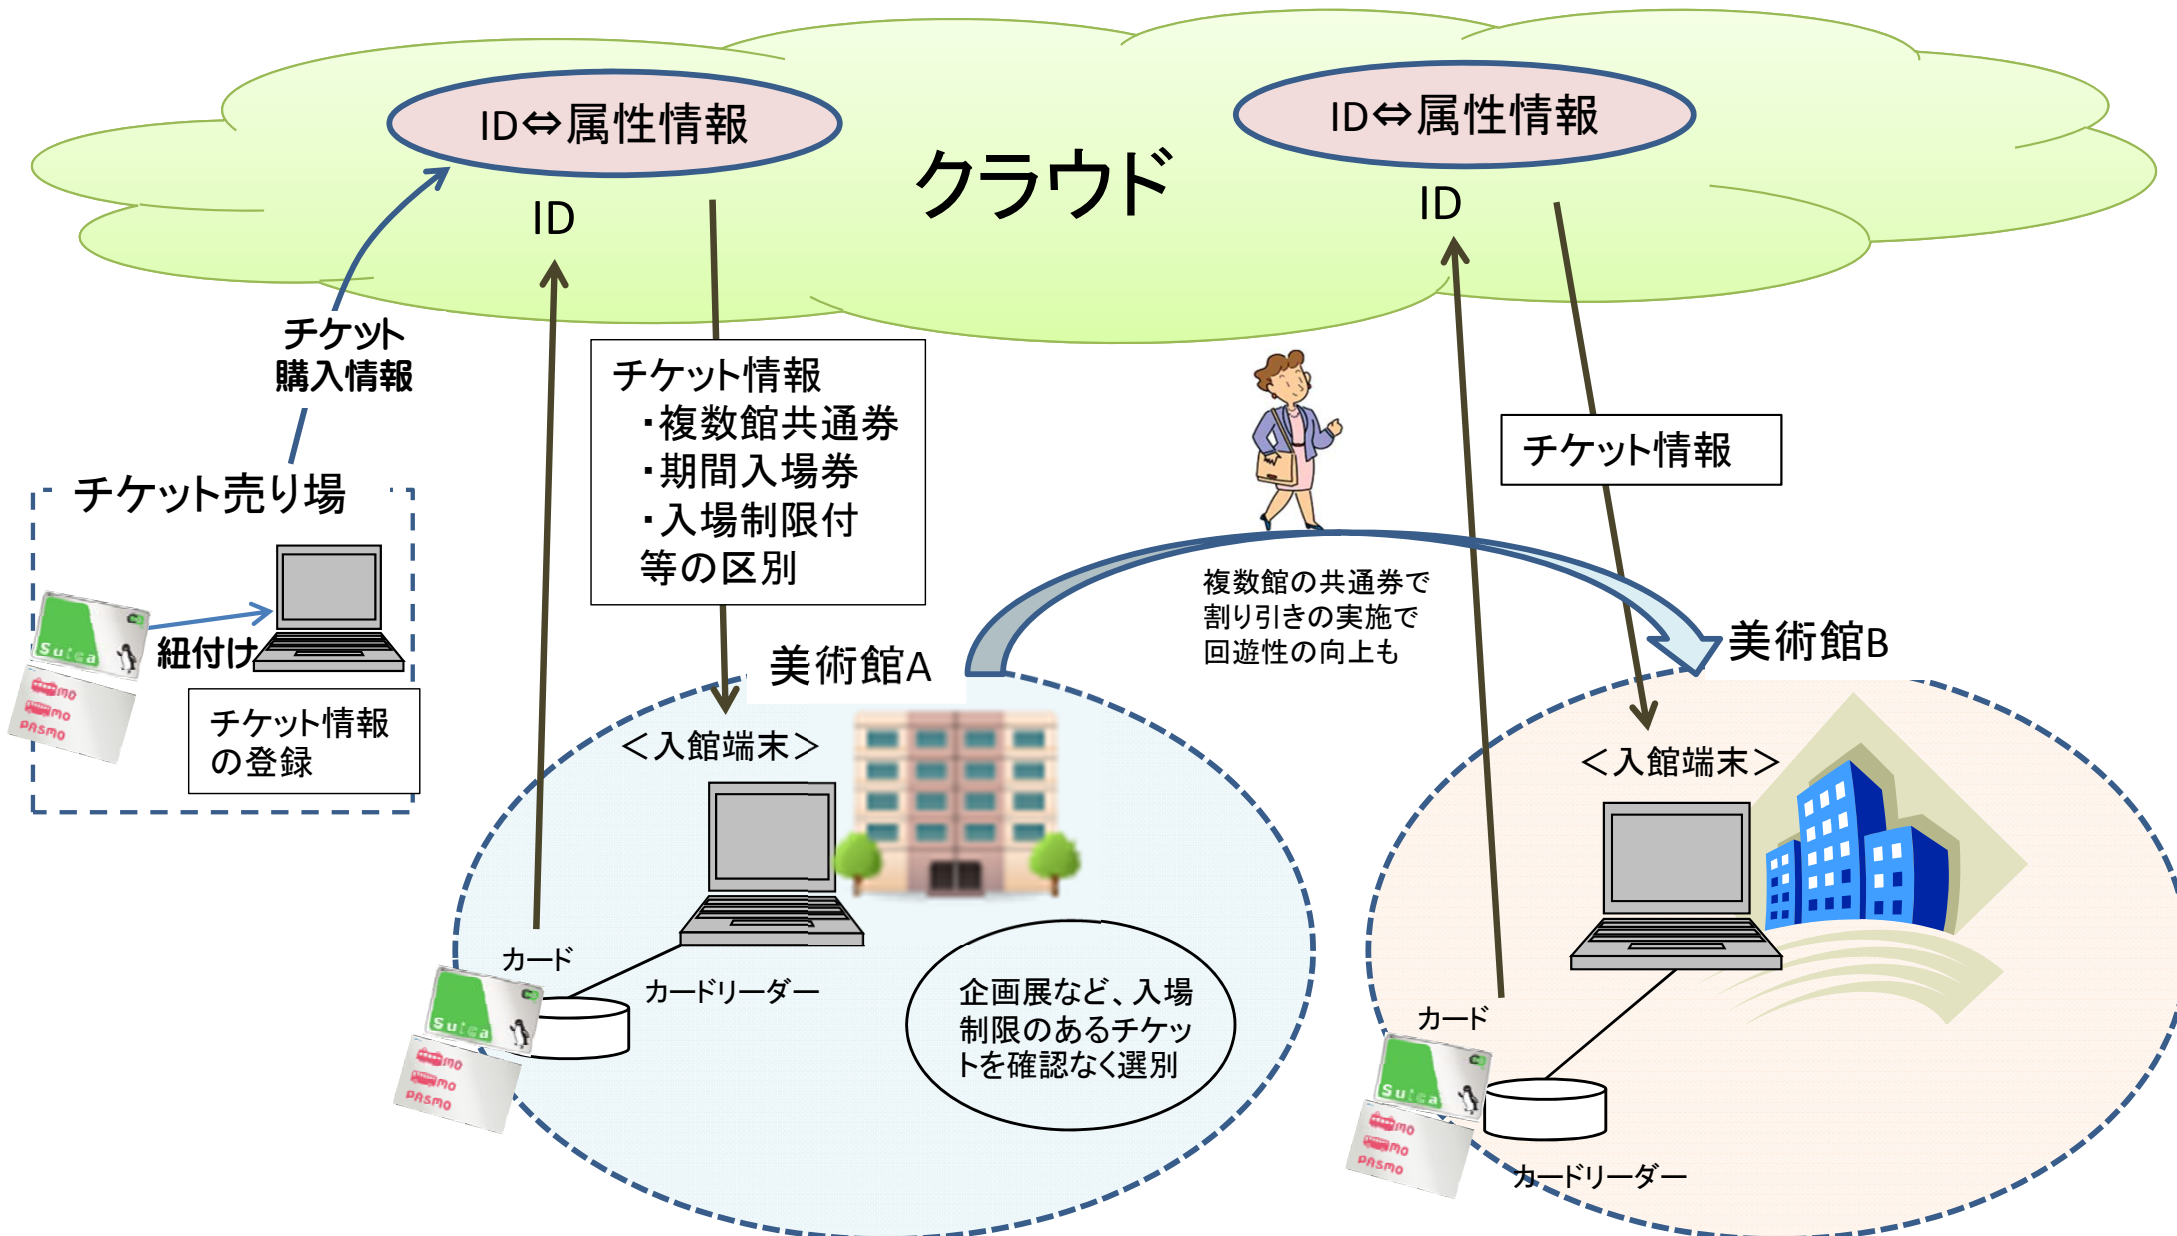 ID⇔属性情報
ID⇔属性情報
クラウド
ID
ID
チケット
購入情報
チケット情報
・複数館共通券
・期間入場券
・入場制限付
等の区別
チケット情報
チケット売り場
Suica
PASMO
紐付け
チケット情報
の登録
複数館の共通券で
割り引きの実施で
回遊性の向上も
美術館A
美術館B
＜入館端末＞
＜入館端末＞
カード
カードリーダー
Suica
PASMO
企画展など、入場
制限のあるチケッ
トを確認なく選別
カード
Suica
PASMO
カードリーダー